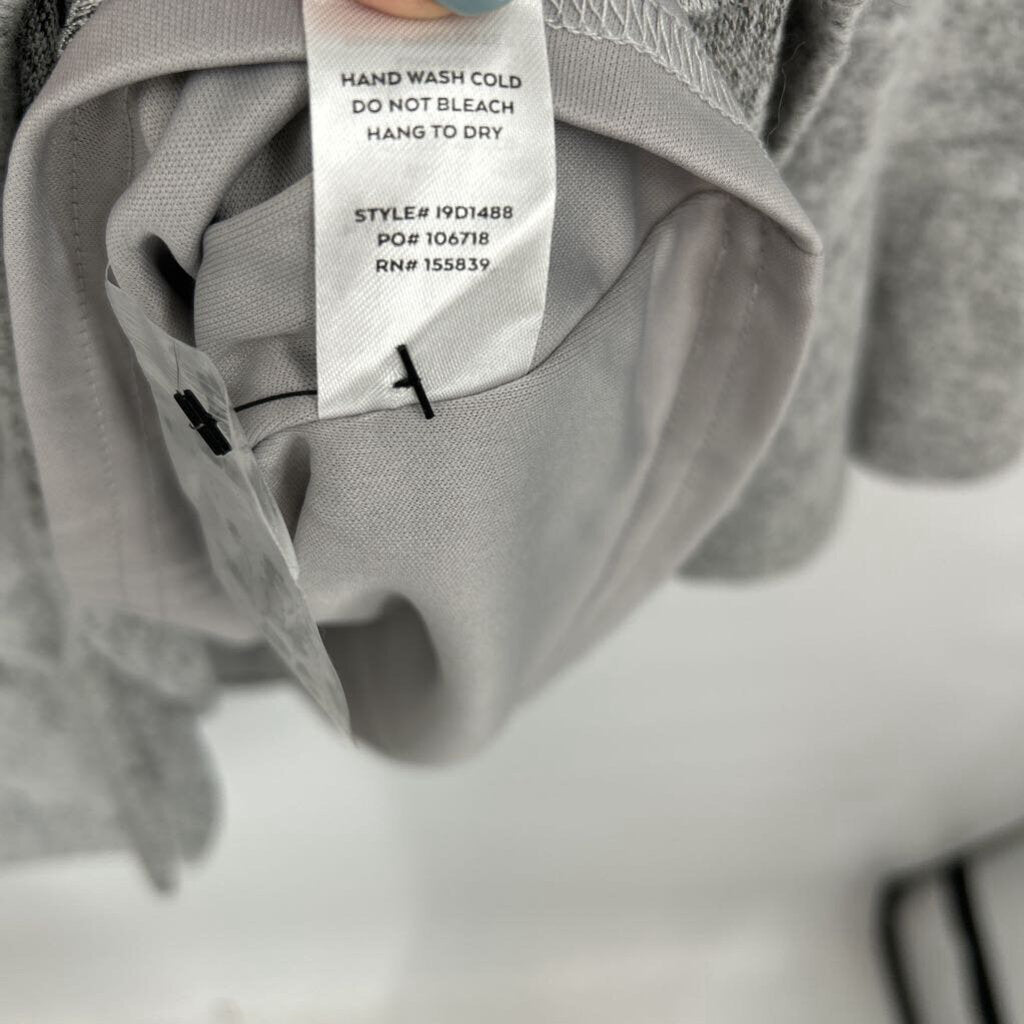 HAND WASH COLD
DO NOT BLEACH
HANG TO DRY
STYLE# I9D1488
PO# 106718
RN# 155839